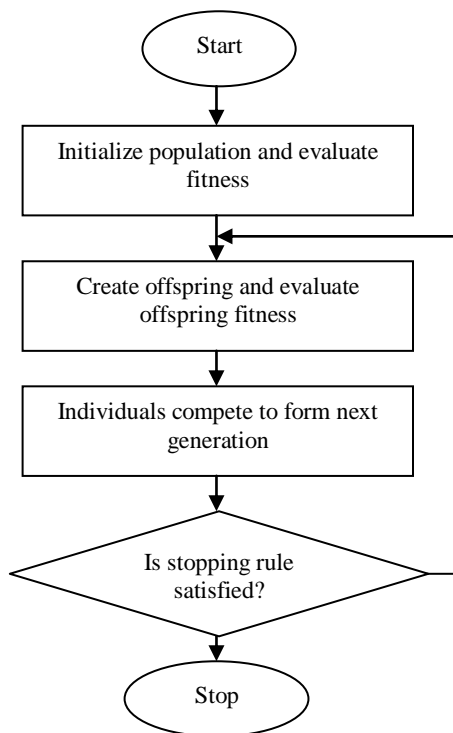 Start
Initialize population and evaluate
fitness
Create offspring and evaluate
offspring fitness
Individuals compete to form next
generation
Is stopping rule
satisfied?
Stop